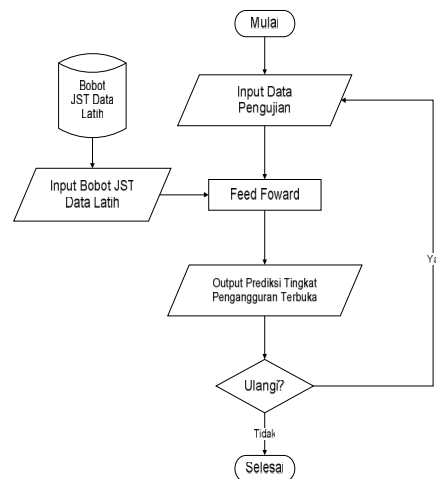 Mulai
Bobot
JST Data
Latih
Input Data
Pengujian
Input Bobot JST
Data Latih
Feed Foward
Ya
Output Prediksi Tingkat
Pengangguran Terbuka
Ulangi?
Tidak
Selesai